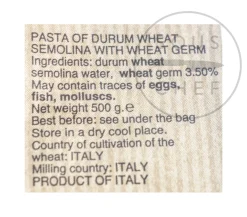 PASTA OF DURUM WHEAT
SEMOLINA WITH WHEAT GERM
Ingredients: durum wheat
semolina water, wheat germ 3.50%
May contain traces of eggs,
fish, molluscs.
Net weight 500 g.e
Best before: see under the bag
Store in a dry cool place.
Country of cultivation of the
wheat: ITALY
Milling country: ITALY
PRODUCT OF ITALY